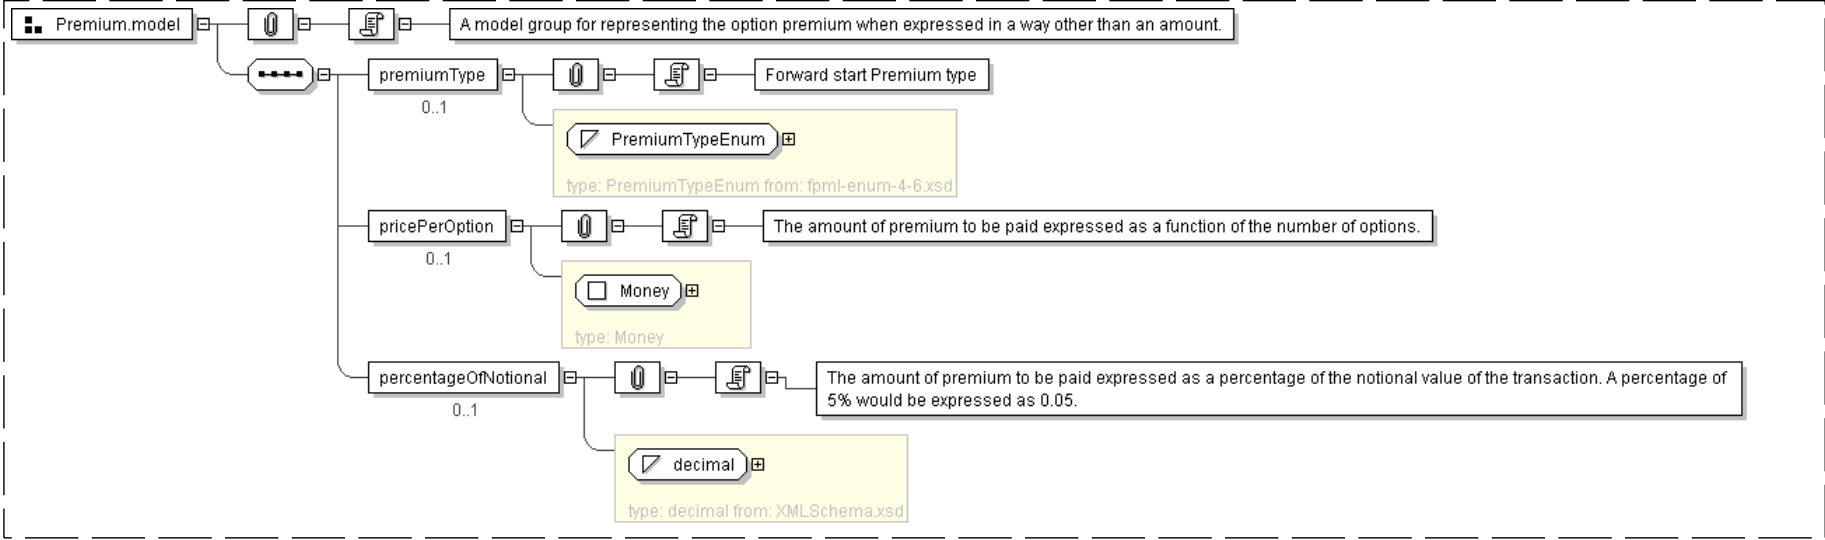 Premium.model
A model group for representing the option premium when expressed in a way other than an amount.
premiumType
Forward start Premium type
0..1
PremiumTypeEnum
type: PremiumTypeEnum from: fpml-enum-4-6.xsd
pricePerOption
The amount of premium to be paid expressed as a function of the number of options.
0..1
Money
type: Money
percentageOfNotional
The amount of premium to be paid expressed as a percentage of the notional value of the transaction. A percentage of
5% would be expressed as 0.05.
0..1
decimal
type: decimal from: XMLSchema.xsd